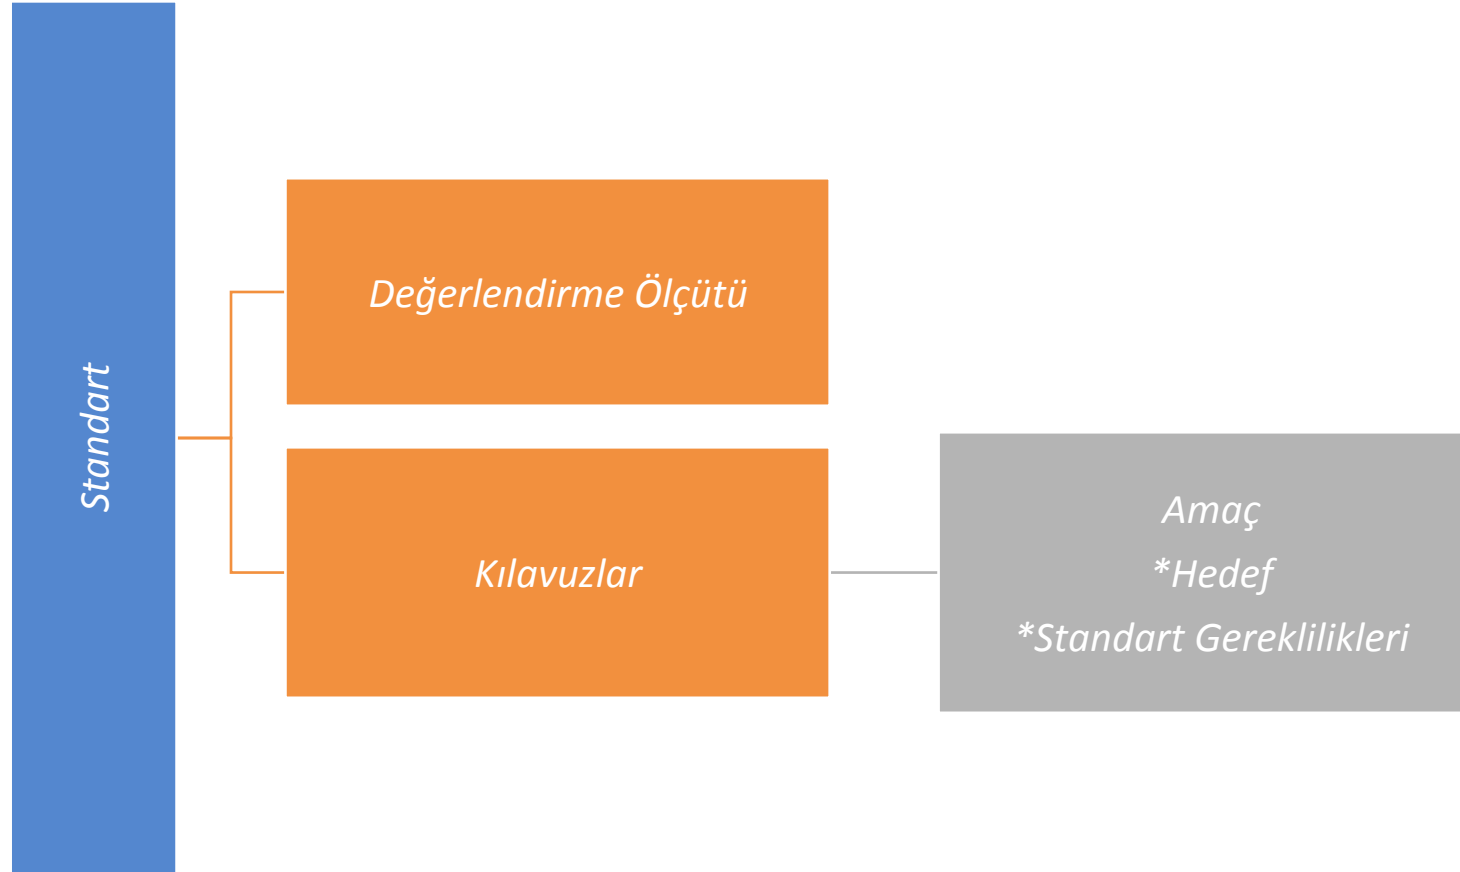 Standart
Değerlendirme Ölçütü
Kılavuzlar
Amaç
*Hedef
*Standart Gereklilikleri